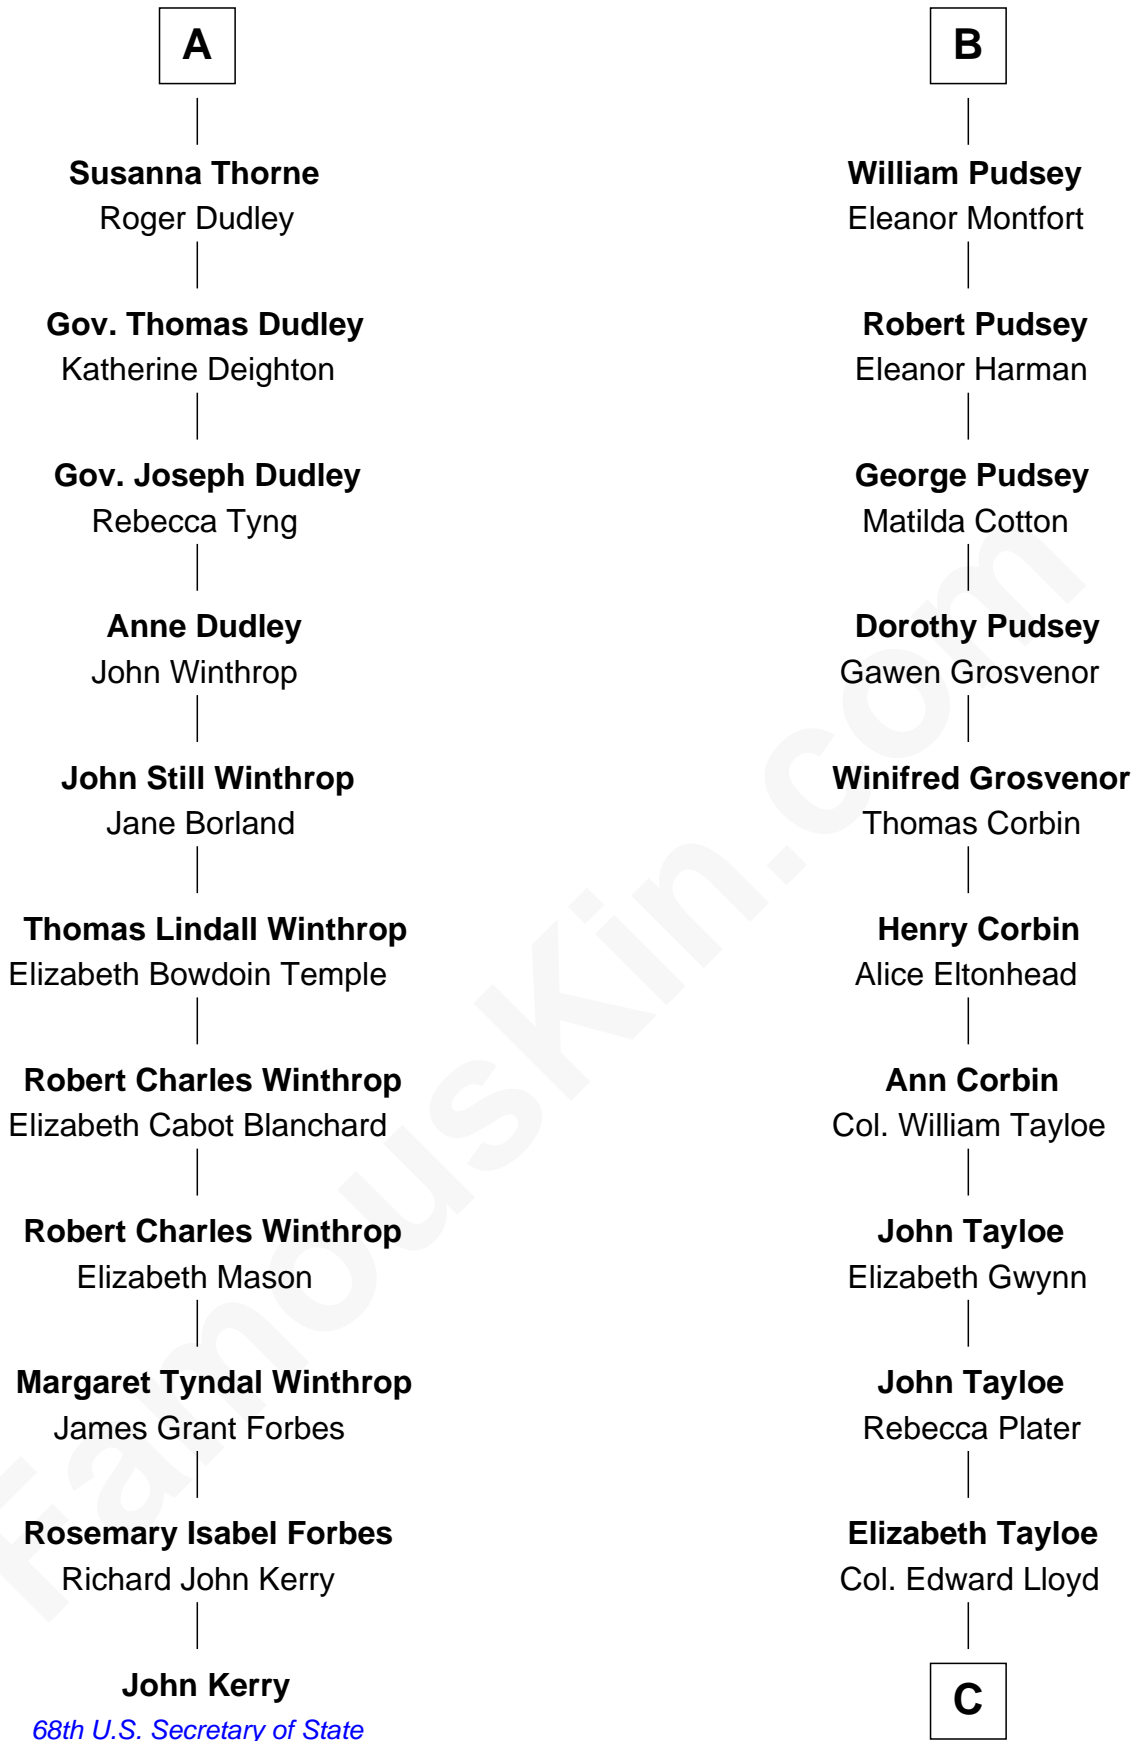 A
Susanna Thorne
Roger Dudley
Gov. Thomas Dudley
Katherine Deighton
Gov. Joseph Dudley
Rebecca Tyng
Anne Dudley
John Winthrop
John Still Winthrop
Jane Borland
Thomas Lindall Winthrop
Elizabeth Bowdoin Temple
Robert Charles Winthrop
Elizabeth Cabot Blanchard
Robert Charles Winthrop
Elizabeth Mason
Margaret Tyndal Winthrop
James Grant Forbes
Rosemary Isabel Forbes
Richard John Kerry
John Kerry
68th U.S. Secretary of State
B
William Pudsey
Eleanor Montfort
Robert Pudsey
Eleanor Harman
George Pudsey
Matilda Cotton
Dorothy Pudsey
Gawen Grosvenor
Winifred Grosvenor
Thomas Corbin
Henry Corbin
Alice Eltonhead
Ann Corbin
Col. William Tayloe
John Tayloe
Elizabeth Gwynn
John Tayloe
Rebecca Plater
Elizabeth Tayloe
Col. Edward Lloyd
C
FamousKin.com